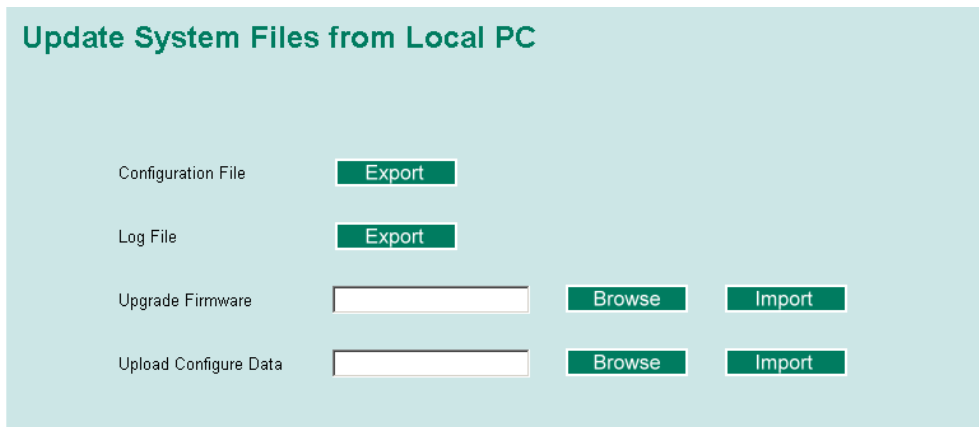 Update System Files from Local PC
Configuration File Export
Log File Export
Upgrade Firmware Browse Import
Upload Configure Data Browse Import